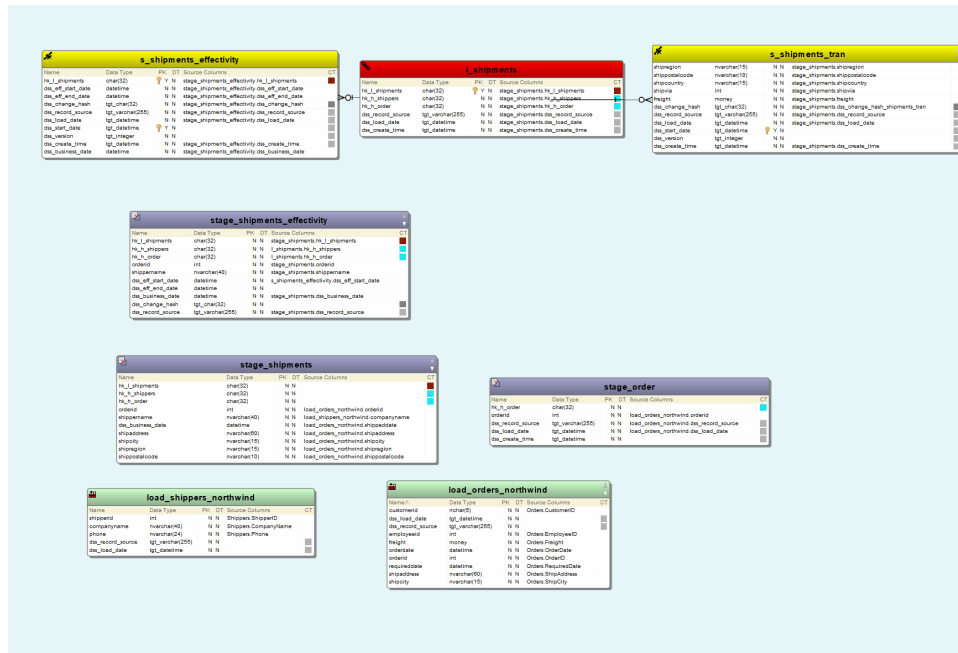 s_shipments_effectivity
Name Data Type PK DT Source Columns CT
hk_l_shipments char(32) Y N stage_shipments_effectivity.hk_l_shipments
dss_eff_start_date datetime N N stage_shipments_effectivity.dss_eff_start_date
dss_eff_end_date datetime N N stage_shipments_effectivity.dss_eff_end_date
dss_change_hash tgt_char(32) N N stage_shipments_effectivity.dss_change_hash
dss_record_source tgt_varchar(255) N N stage_shipments_effectivity.dss_record_source
dss_load_date tgt_datetime N N stage_shipments_effectivity.dss_load_date
dss_start_date tgt_datetime Y N
dss_version tgt_integer N N
dss_create_time tgt_datetime N N stage_shipments_effectivity.dss_create_time
dss_business_date datetime N N stage_shipments_effectivity.dss_business_date
l_shipments
Name Data Type PK DT Source Columns CT
hk_l_shipments char(32) Y N stage_shipments.hk_l_shipments
hk_h_shippers char(32) N N stage_shipments.hk_h_shippers
hk_h_order char(32) N N stage_shipments.hk_h_order
dss_record_source tgt_varchar(255) N N stage_shipments.dss_record_source
dss_load_date tgt_datetime N N stage_shipments.dss_load_date
dss_create_time tgt_datetime N N stage_shipments.dss_create_time
s_shipments_tran
shipregion nvarchar(15) N N stage_shipments.shipregion
shippostalcode nvarchar(10) N N stage_shipments.shippostalcode
shipcountry nvarchar(15) N N stage_shipments.shipcountry
shipvia int N N stage_shipments.shipvia
freight money N N stage_shipments.freight
dss_change_hash tgt_char(32) N N stage_shipments.dss_change_hash_shipments_tran
dss_record_source tgt_varchar(255) N N stage_shipments.dss_record_source
dss_load_date tgt_datetime N N stage_shipments.dss_load_date
dss_start_date tgt_datetime Y N
dss_version tgt_integer N N
dss_create_time tgt_datetime N N stage_shipments.dss_create_time
stage_shipments_effectivity
Name Data Type PK DT Source Columns CT
hk_l_shipments char(32) N N stage_shipments.hk_l_shipments
hk_h_shippers char(32) N N l_shipments.hk_h_shippers
hk_h_order char(32) N N l_shipments.hk_h_order
orderid int N N stage_shipments.orderid
shippername nvarchar(40) N N stage_shipments.shippername
dss_eff_start_date datetime N N s_shipments_effectivity.dss_eff_start_date
dss_eff_end_date datetime N N
dss_business_date datetime N N stage_shipments.dss_business_date
dss_change_hash tgt_char(32) N N
dss_record_source tgt_varchar(255) N N stage_shipments.dss_record_source
stage_shipments
Name Data Type PK DT Source Columns CT
hk_l_shipments char(32) N N
hk_h_shippers char(32) N N
hk_h_order char(32) N N
orderid int N N load_orders_northwind.orderid
shippername nvarchar(40) N N load_shippers_northwind.companyname
dss_business_date datetime N N load_orders_northwind.shippeddate
shipaddress nvarchar(60) N N load_orders_northwind.shipaddress
shipcity nvarchar(15) N N load_orders_northwind.shipcity
shipregion nvarchar(15) N N load_orders_northwind.shipregion
shippostalcode nvarchar(10) N N load_orders_northwind.shippostalcode
stage_order
Name Data Type PK DT Source Columns CT
hk_h_order char(32) N N
orderid int N N load_orders_northwind.orderid
dss_record_source tgt_varchar(255) N N load_orders_northwind.dss_record_source
dss_load_date tgt_datetime N N load_orders_northwind.dss_load_date
dss_create_time tgt_datetime N N
load_shippers_northwind
Name Data Type PK DT Source Columns CT
shipperid int N N Shippers.ShipperID
companyname nvarchar(40) N N Shippers.CompanyName
phone nvarchar(24) N N Shippers.Phone
dss_record_source tgt_varchar(255) N N
dss_load_date tgt_datetime N N
load_orders_northwind
Name/\ Data Type PK DT Source Columns CT
customerid nchar(5) N N Orders.CustomerID
dss_load_date tgt_datetime N N
dss_record_source tgt_varchar(255) N N
employeeid int N N Orders.EmployeeID
freight money N N Orders.Freight
orderdate datetime N N Orders.OrderDate
orderid int N N Orders.OrderID
requireddate datetime N N Orders.RequiredDate
shipaddress nvarchar(60) N N Orders.ShipAddress
shipcity nvarchar(15) N N Orders.ShipCity